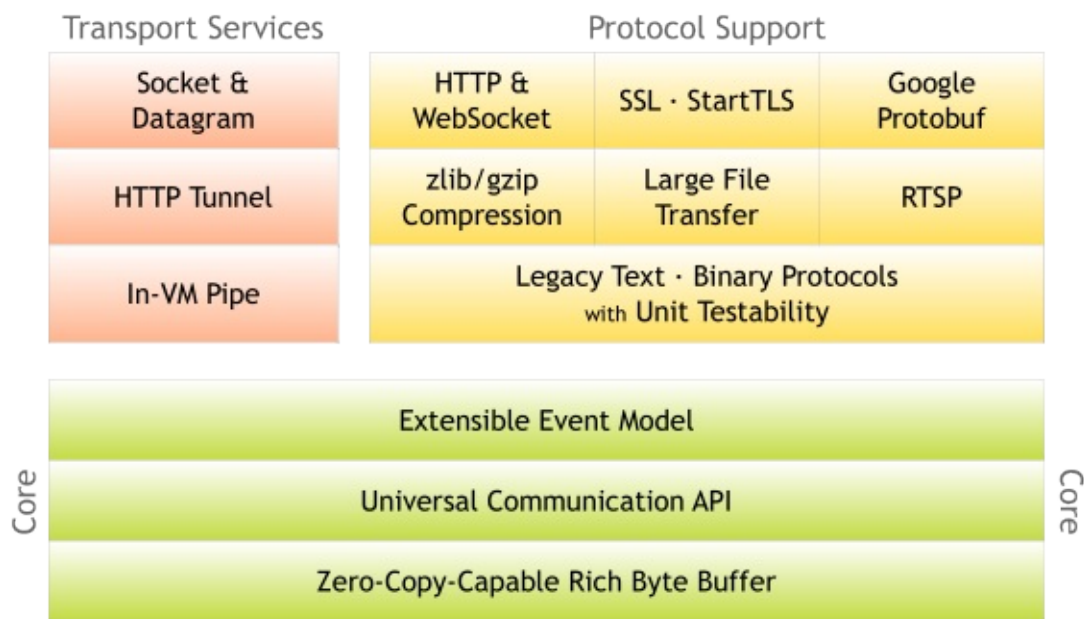 Transport Services
Socket &
Datagram
HTTP Tunnel
In-VM Pipe
Protocol Support
HTTP &
WebSocket
SSL · StartTLS
Google
Protobuf
zlib/gzip
Compression
Large File
Transfer
RTSP
Legacy Text · Binary Protocols
with Unit Testability
Core
Extensible Event Model
Universal Communication API
Zero-Copy-Capable Rich Byte Buffer
Core